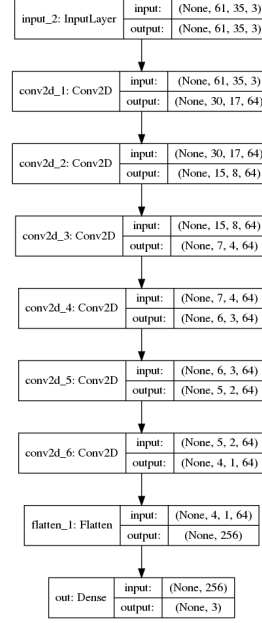 input_2: InputLayer input: (None, 61, 35, 3)
output: (None, 61, 35, 3)
conv2d_1: Conv2D input: (None, 61, 35, 3)
output: (None, 30, 17, 64)
conv2d_2: Conv2D input: (None, 30, 17, 64)
output: (None, 15, 8, 64)
conv2d_3: Conv2D input: (None, 15, 8, 64)
output: (None, 7, 4, 64)
conv2d_4: Conv2D input: (None, 7, 4, 64)
output: (None, 6, 3, 64)
conv2d_5: Conv2D input: (None, 6, 3, 64)
output: (None, 5, 2, 64)
conv2d_6: Conv2D input: (None, 5, 2, 64)
output: (None, 4, 1, 64)
flatten_1: Flatten input: (None, 4, 1, 64)
output: (None, 256)
out: Dense input: (None, 256)
output: (None, 3)